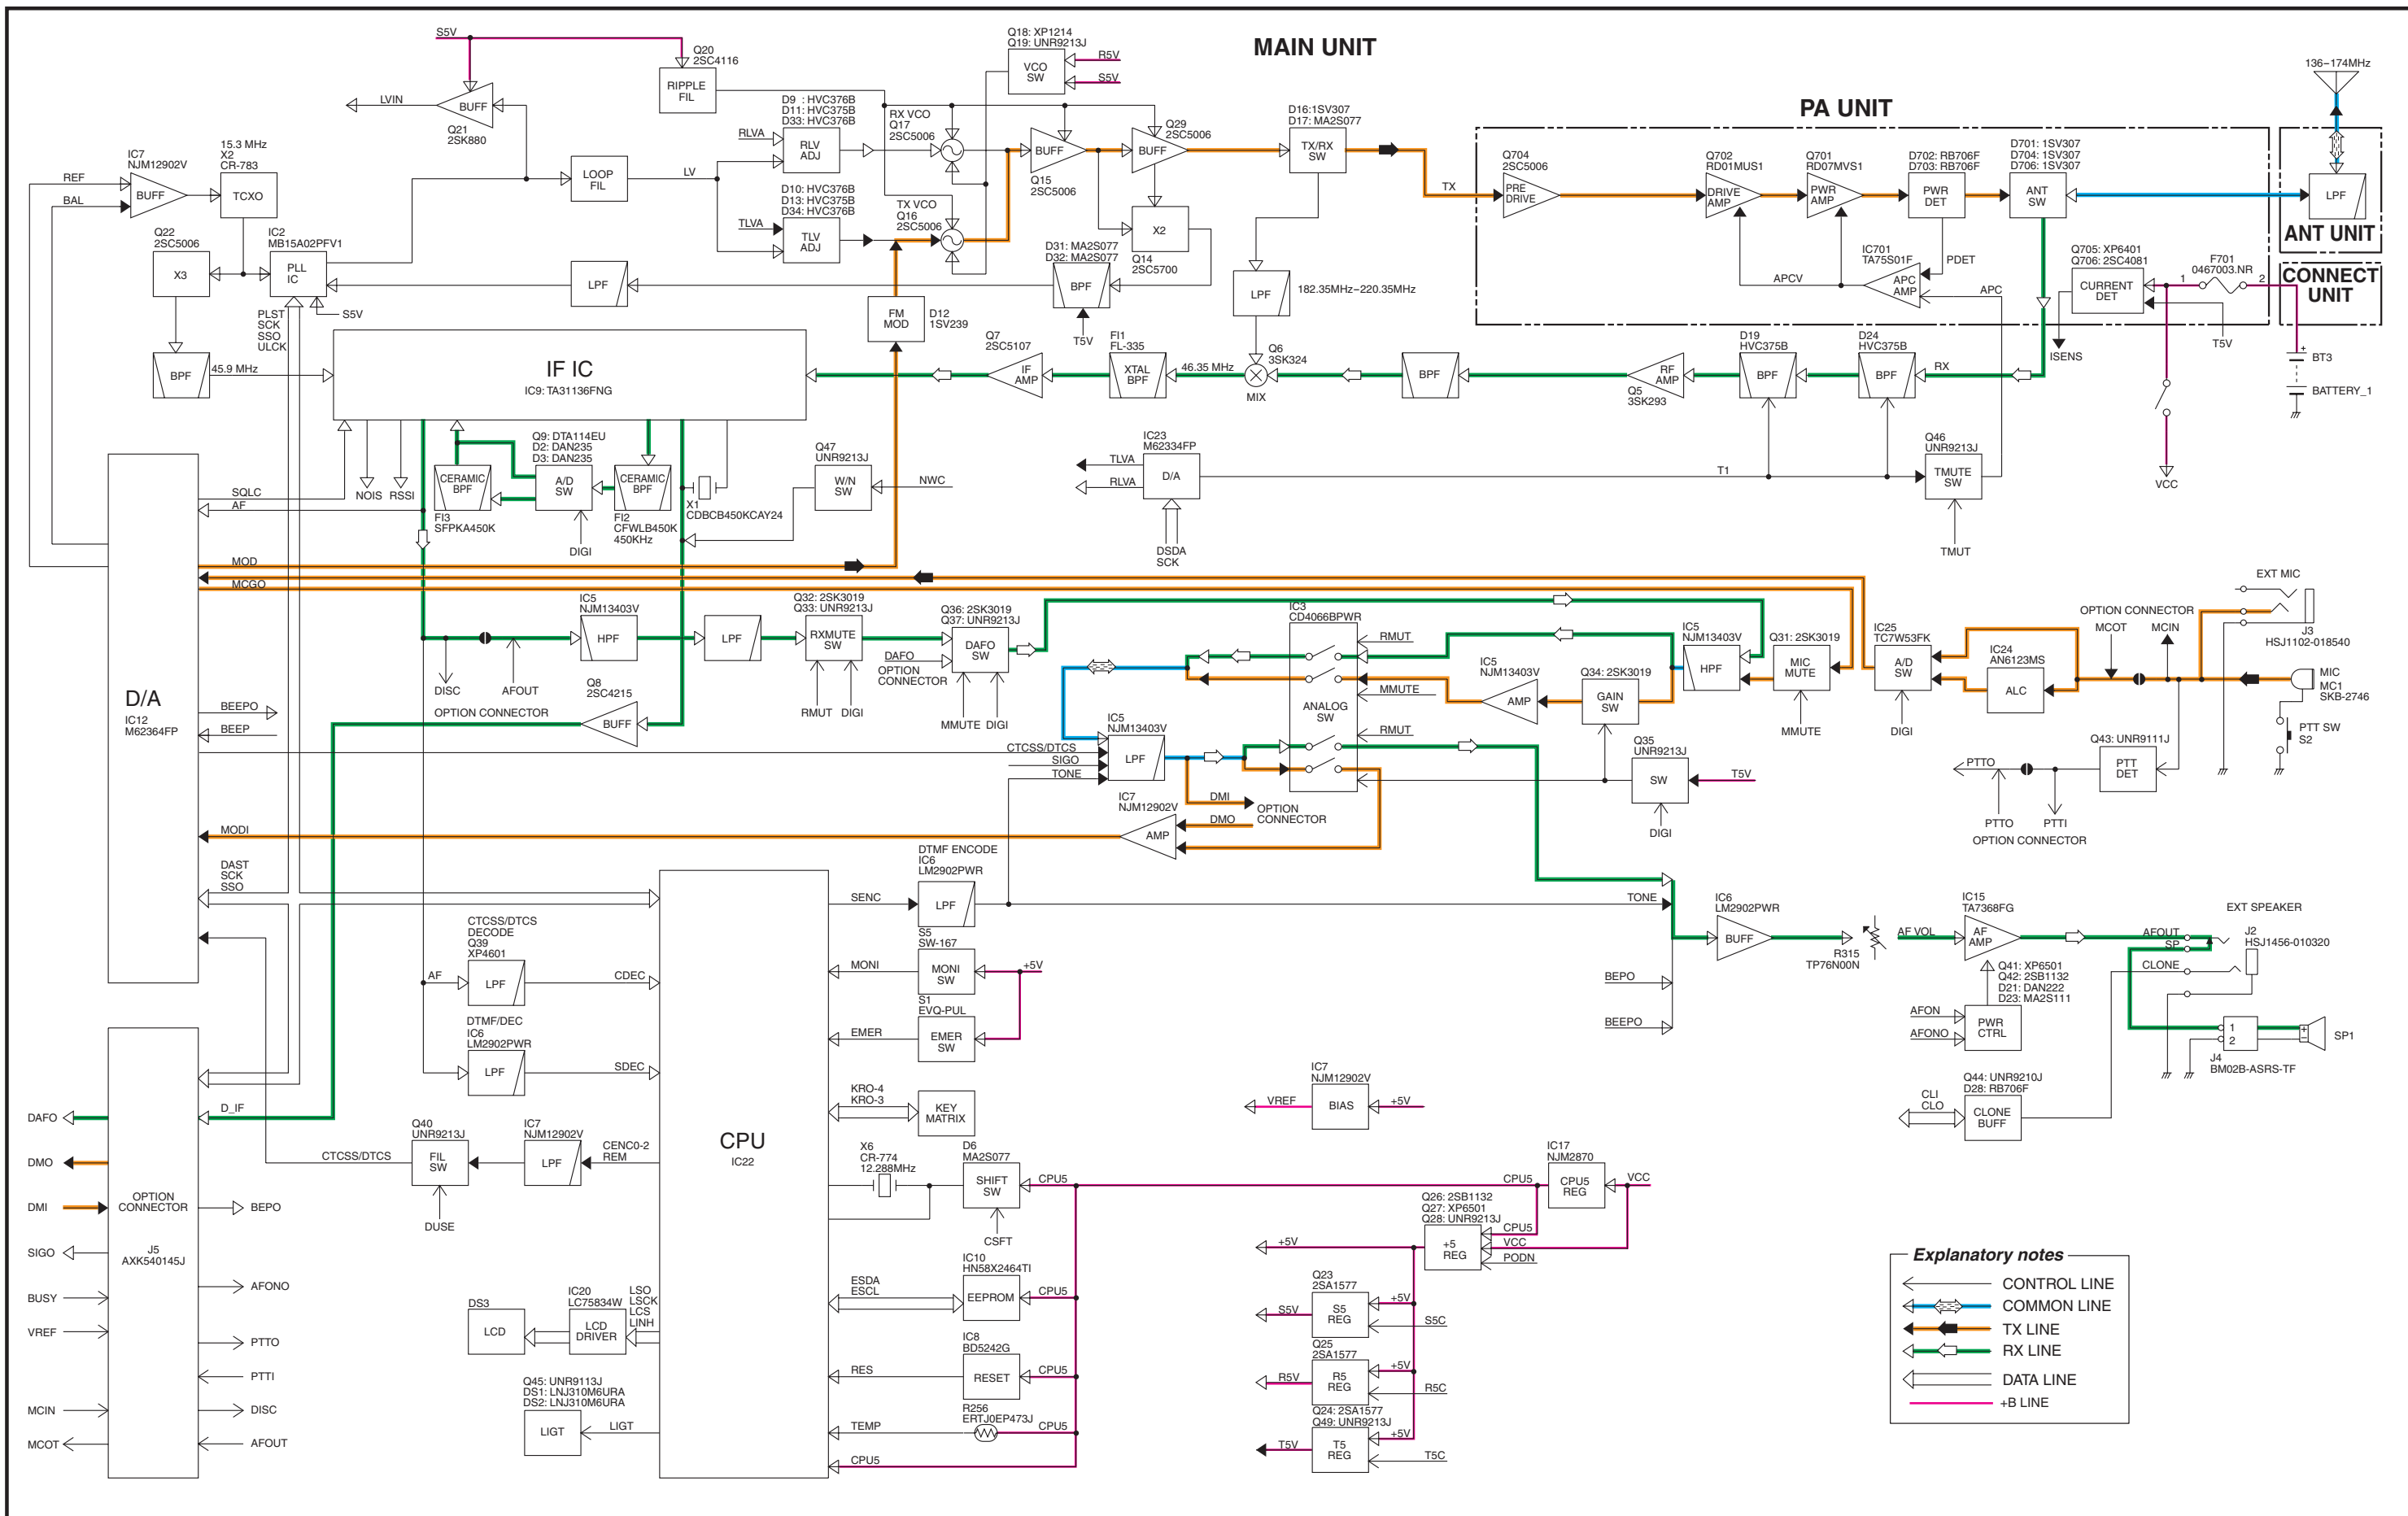 MAIN UNIT
PA UNIT
ANT UNIT
CONNECT
UNIT
136–174MHz
S5V
Q20
2SC4116
RIPPLE
FIL
Q18: XP1214
Q19: UNR9213J
VCO
SW
R5V
S5V
LVIN
BUFF
Q21
2SK880
D9  : HVC376B
D11: HVC375B
D33: HVC376B
RLVA
RLV
ADJ
RX VCO
Q17
2SC5006
BUFF
Q15
2SC5006
Q29
2SC5006
BUFF
D16:1SV307
D17: MA2S077
TX/RX
SW
IC7
NJM12902V
REF
BAL
BUFF
15.3 MHz
X2
CR-783
TCXO
LOOP
FIL
LV
D10: HVC376B
D13: HVC375B
D34: HVC376B
TLVA
TLV
ADJ
TX VCO
Q16
2SC5006
X2
Q14
2SC5700
Q22
2SC5006
X3
IC2
MB15A02PFV1
PLL
IC
PLST
SCK
SSO
ULCK
S5V
LPF
D31: MA2S077
D32: MA2S077
BPF
T5V
LPF
182.35MHz–220.35MHz
FM
MOD
D12
1SV239
TX
Q704
2SC5006
PRE
DRIVE
Q702
RD01MUS1
DRIVE
AMP
Q701
RD07MVS1
PWR
AMP
D702: RB706F
D703: RB706F
PWR
DET
D701: 1SV307
D704: 1SV307
D706: 1SV307
ANT
SW
LPF
IC701
TA75S01F
APCV
APC
AMP
PDET
APC
Q705: XP6401
Q706: 2SC4081
CURRENT
DET
F701
0467003.NR
1
2
ISENS
T5V
BT3
+
BATTERY_1
VCC
BPF
45.9 MHz
IF IC
IC9: TA31136FNG
Q7
2SC5107
IF
AMP
FI1
FL-335
XTAL
BPF
46.35 MHz
Q6
3SK324
MIX
BPF
RF
AMP
Q5
3SK293
D19
HVC375B
BPF
D24
HVC375B
BPF
RX
SQLC
AF
NOIS
RSSI
CERAMIC
BPF
FI3
SFPKA450K
Q9: DTA114EU
D2: DAN235
D3: DAN235
A/D
SW
DIGI
CERAMIC
BPF
FI2
CFWLB450K
450KHz
X1
CDBCB450KCAY24
Q47
UNR9213J
W/N
SW
NWC
IC23
M62334FP
TLVA
RLVA
D/A
DSDA
SCK
T1
Q46
UNR9213J
TMUTE
SW
TMUT
D/A
IC12
M62364FP
MOD
MCGO
IC5
NJM13403V
HPF
LPF
Q32: 2SK3019
Q33: UNR9213J
RXMUTE
SW
RMUT
DIGI
Q36: 2SK3019
Q37: UNR9213J
DAFO
SW
DAFO
OPTION
CONNECTOR
MMUTE
DIGI
DISC
AFOUT
OPTION CONNECTOR
Q8
2SC4215
BUFF
IC3
CD4066BPWR
ANALOG
SW
RMUT
MMUTE
RMUT
IC5
NJM13403V
AMP
Q34: 2SK3019
GAIN
SW
IC5
NJM13403V
HPF
Q31: 2SK3019
MIC
MUTE
MMUTE
IC25
TC7W53FK
A/D
SW
DIGI
IC24
AN6123MS
ALC
OPTION CONNECTOR
MCOT
MCIN
EXT MIC
J3
HSJ1102-018540
MIC
MC1
SKB-2746
PTT SW
S2
Q43: UNR9111J
PTT
DET
PTTO
PTTO
PTTI
OPTION CONNECTOR
BEEPO
BEEP
CTCSS/DTCS
SIGO
TONE
IC5
NJM13403V
LPF
DMI
DMO
OPTION
CONNECTOR
IC7
NJM12902V
AMP
Q35
UNR9213J
SW
T5V
DIGI
MODI
DAST
SCK
SSO
DTMF ENCODE
IC6
LM2902PWR
SENC
LPF
TONE
IC6
LM2902PWR
BUFF
BEPO
BEEPO
R315
TP76N00N
AF VOL
IC15
TA7368FG
AF
AMP
AFOUT
SP
CLONE
EXT SPEAKER
J2
HSJ1456-010320
Q41: XP6501
Q42: 2SB1132
D21: DAN222
D23: MA2S111
AFON
AFONO
PWR
CTRL
1
2
J4
BM02B-ASRS-TF
+
–
SP1
CLI
CLO
Q44: UNR9210J
D28: RB706F
CLONE
BUFF
CTCSS/DTCS
DECODE
Q39
XP4601
AF
LPF
CDEC
DTMF/DEC
IC6
LM2902PWR
LPF
SDEC
CPU
IC22
MONI
S5
SW-167
MONI
SW
+5V
EMER
S1
EVQ-PUL
EMER
SW
KRO-4
KRO-3
KEY
MATRIX
X6
CR-774
12.288MHz
D6
MA2S077
SHIFT
SW
CPU5
CSFT
ESDA
ESCL
IC10
HN58X2464TI
EEPROM
CPU5
RES
IC8
BD5242G
RESET
CPU5
TEMP
R256
ERTJ0EP473J
CPU5
CPU5
D_IF
Q40
UNR9213J
FIL
SW
CTCSS/DTCS
DUSE
IC7
NJM12902V
LPF
CENC0-2
REM
DS3
LCD
IC20
LC75834W
LCD
DRIVER
LSO
LSCK
LCS
LINH
Q45: UNR9113J
DS1: LNJ310M6URA
DS2: LNJ310M6URA
LIGT
LIGT
OPTION
CONNECTOR
J5
AXK540145J
DAFO
DMO
DMI
SIGO
BUSY
VREF
MCIN
MCOT
BEPO
AFONO
PTTO
PTTI
DISC
AFOUT
IC7
NJM12902V
VREF
BIAS
+5V
CPU5
IC17
NJM2870
CPU5
REG
VCC
Q26: 2SB1132
Q27: XP6501
Q28: UNR9213J
+5
REG
+5V
CPU5
VCC
PODN
Q23
2SA1577
S5V
S5
REG
+5V
S5C
Q25
2SA1577
R5V
R5
REG
+5V
R5C
Q24: 2SA1577
Q49: UNR9213J
T5V
T5
REG
+5V
T5C
Explanatory notes
CONTROL LINE
COMMON LINE
TX LINE
RX LINE
DATA LINE
+B LINE